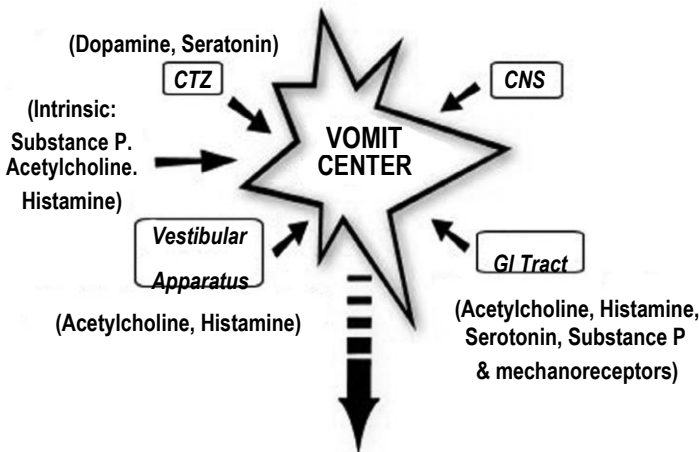 (Dopamine, Seratonin)
CTZ
CNS
(Intrinsic:
Substance P.
Acetylcholine.
Histamine)
VOMIT
CENTER
Vestibular
Apparatus
(Acetylcholine, Histamine)
GI Tract
(Acetylcholine, Histamine,
Serotonin, Substance P
& mechanoreceptors)